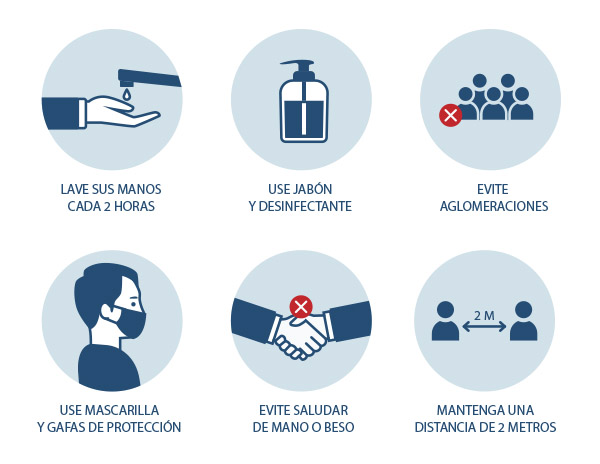 LAVE SUS MANOS
CADA 2 HORAS
USE JABÓN
Y DESINFECTANTE
EVITE
AGLOMERACIONES
2 M
USE MASCARILLA
Y GAFAS DE PROTECCIÓN
EVITE SALUDAR
DE MANO O BESO
MANTENGA UNA
DISTANCIA DE 2 METROS